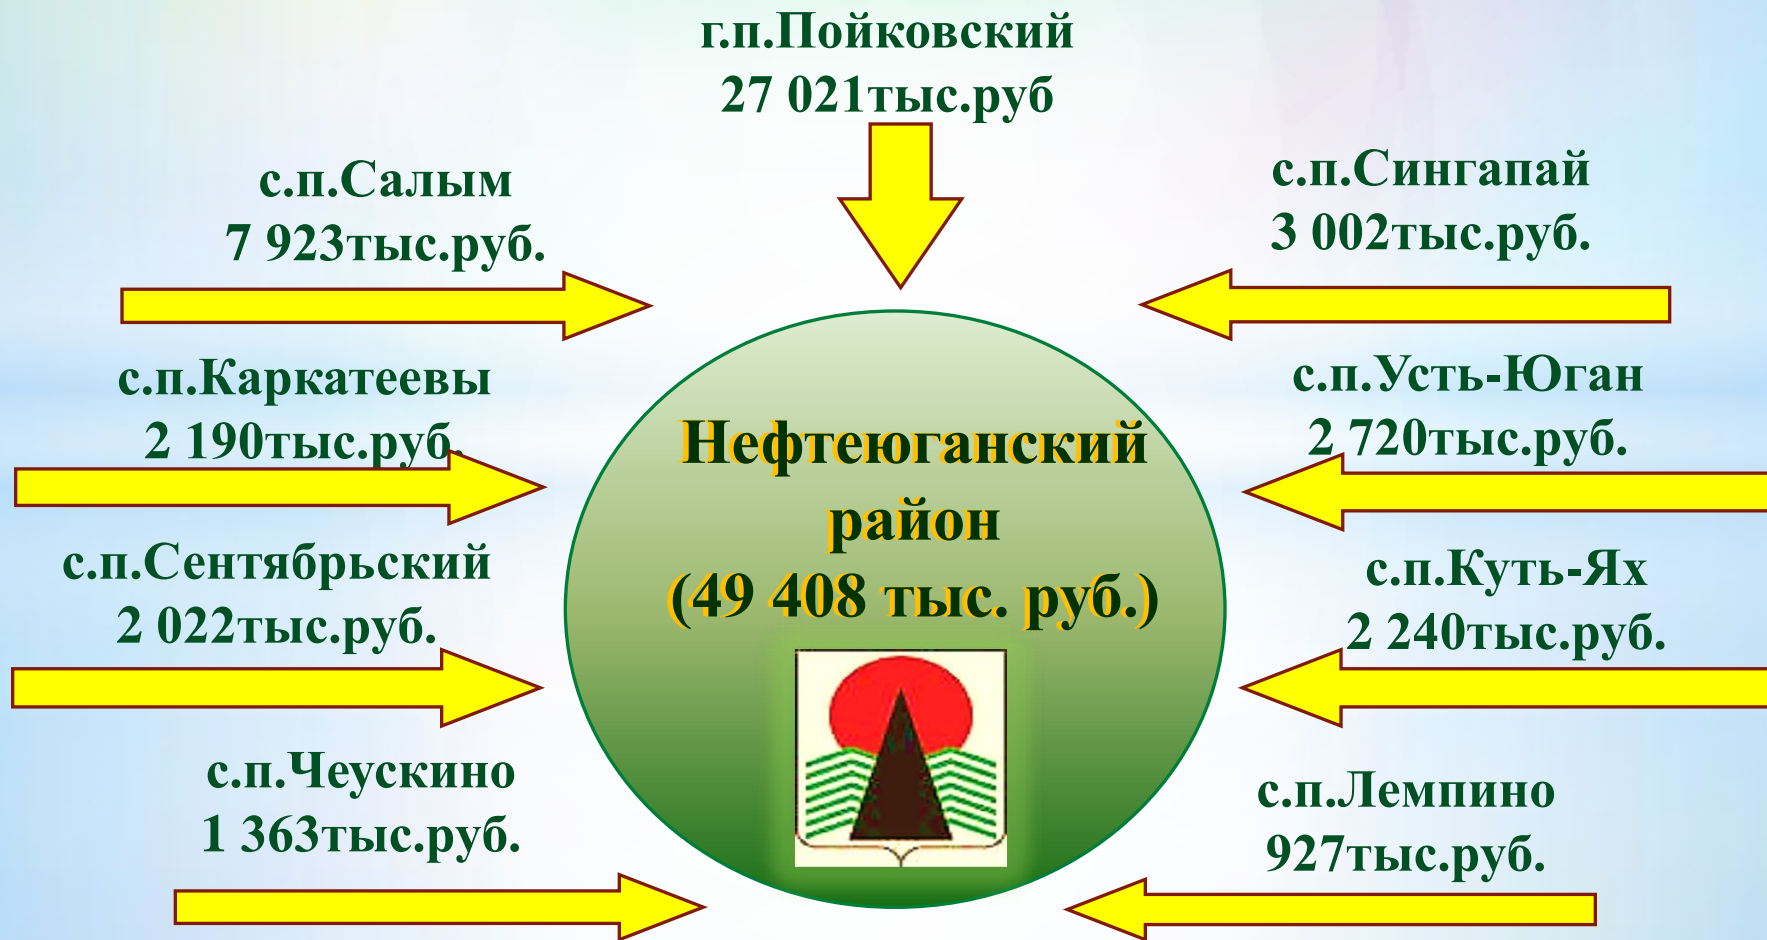 г.п.Пойковский
27 021тыс.руб
с.п.Салым
7 923тыс.руб.
с.п.Сингапай
3 002тыс.руб.
с.п.Каркатеевы
2 190тыс.руб.
с.п.Усть-Юган
2 720тыс.руб.
Нефтеюганский
район
(49 408 тыс. руб.)
с.п.Сентябрьский
2 022тыс.руб.
с.п.Куть-Ях
2 240тыс.руб.
с.п.Чеускино
1 363тыс.руб.
с.п.Лемпино
927тыс.руб.